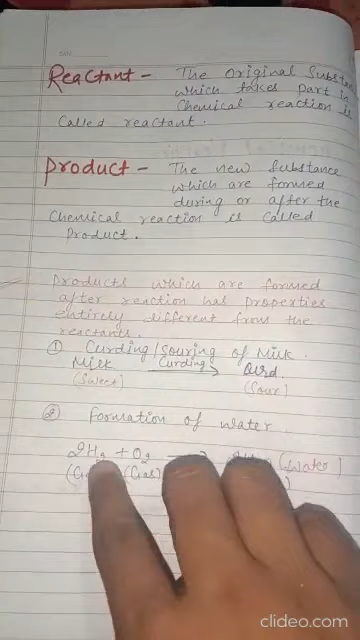 Reactant - The original Substance
which takes part in
Chemical reaction is
called reactant.
Product - The new Substance
which are formed
during or after the
Chemical reaction is called
Product.
Products which are formed
after reaction has properties
entirely different from the
reactants.
① Curding/Souring of Milk.
Milk Curding → Curd.
(Sweet) (Sour)
② Formation of water
2H2 + O2 → (Water)
(Gas)
clideo.com